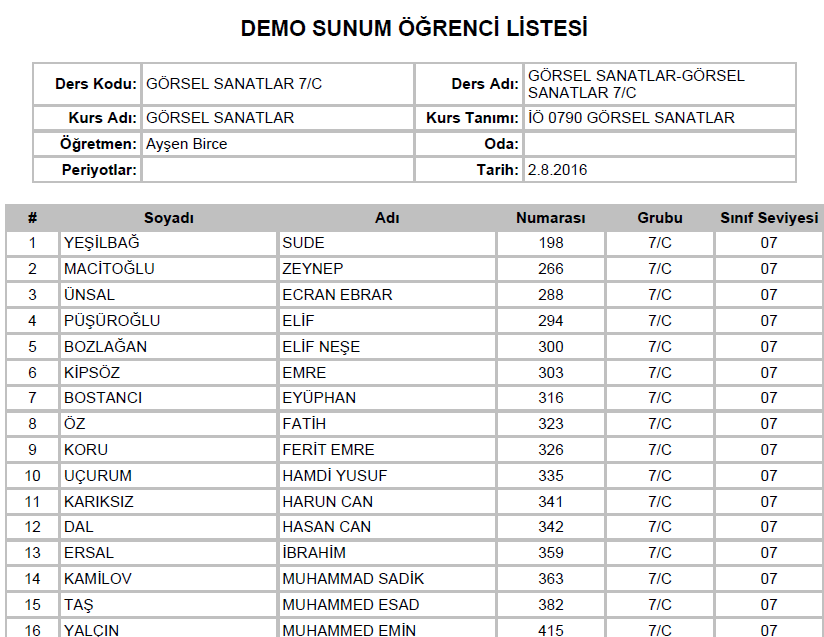 DEMO SUNUM ÖĞRENCİ LİSTESİ
Ders Kodu: GÖRSEL SANATLAR 7/C Ders Adı: GÖRSEL SANATLAR-GÖRSEL
SANATLAR 7/C
Kurs Adı: GÖRSEL SANATLAR Kurs Tanımı: İÖ 0790 GÖRSEL SANATLAR
Öğretmen: Ayşen Birce Oda:
Periyotlar: Tarih: 2.8.2016
# Soyadı Adı Numarası Grubu Sınıf Seviyesi
1 YEŞİLBAĞ SUDE 198 7/C 07
2 MACİTOĞLU ZEYNEP 266 7/C 07
3 ÜNSAL ECRAN EBRAR 288 7/C 07
4 PÜŞÜROĞLU ELİF 294 7/C 07
5 BOZLAĞAN ELİF NEŞE 300 7/C 07
6 KİPSÖZ EMRE 303 7/C 07
7 BOSTANCI EYÜPHAN 316 7/C 07
8 ÖZ FATİH 323 7/C 07
9 KORU FERİT EMRE 326 7/C 07
10 UÇURUM HAMDİ YUSUF 335 7/C 07
11 KARIKSIZ HARUN CAN 341 7/C 07
12 DAL HASAN CAN 342 7/C 07
13 ERSAL İBRAHİM 359 7/C 07
14 KAMİLOV MUHAMMAD SADİK 363 7/C 07
15 TAŞ MUHAMMED ESAD 382 7/C 07
16 YALÇIN MUHAMMED EMİN 415 7/C 07